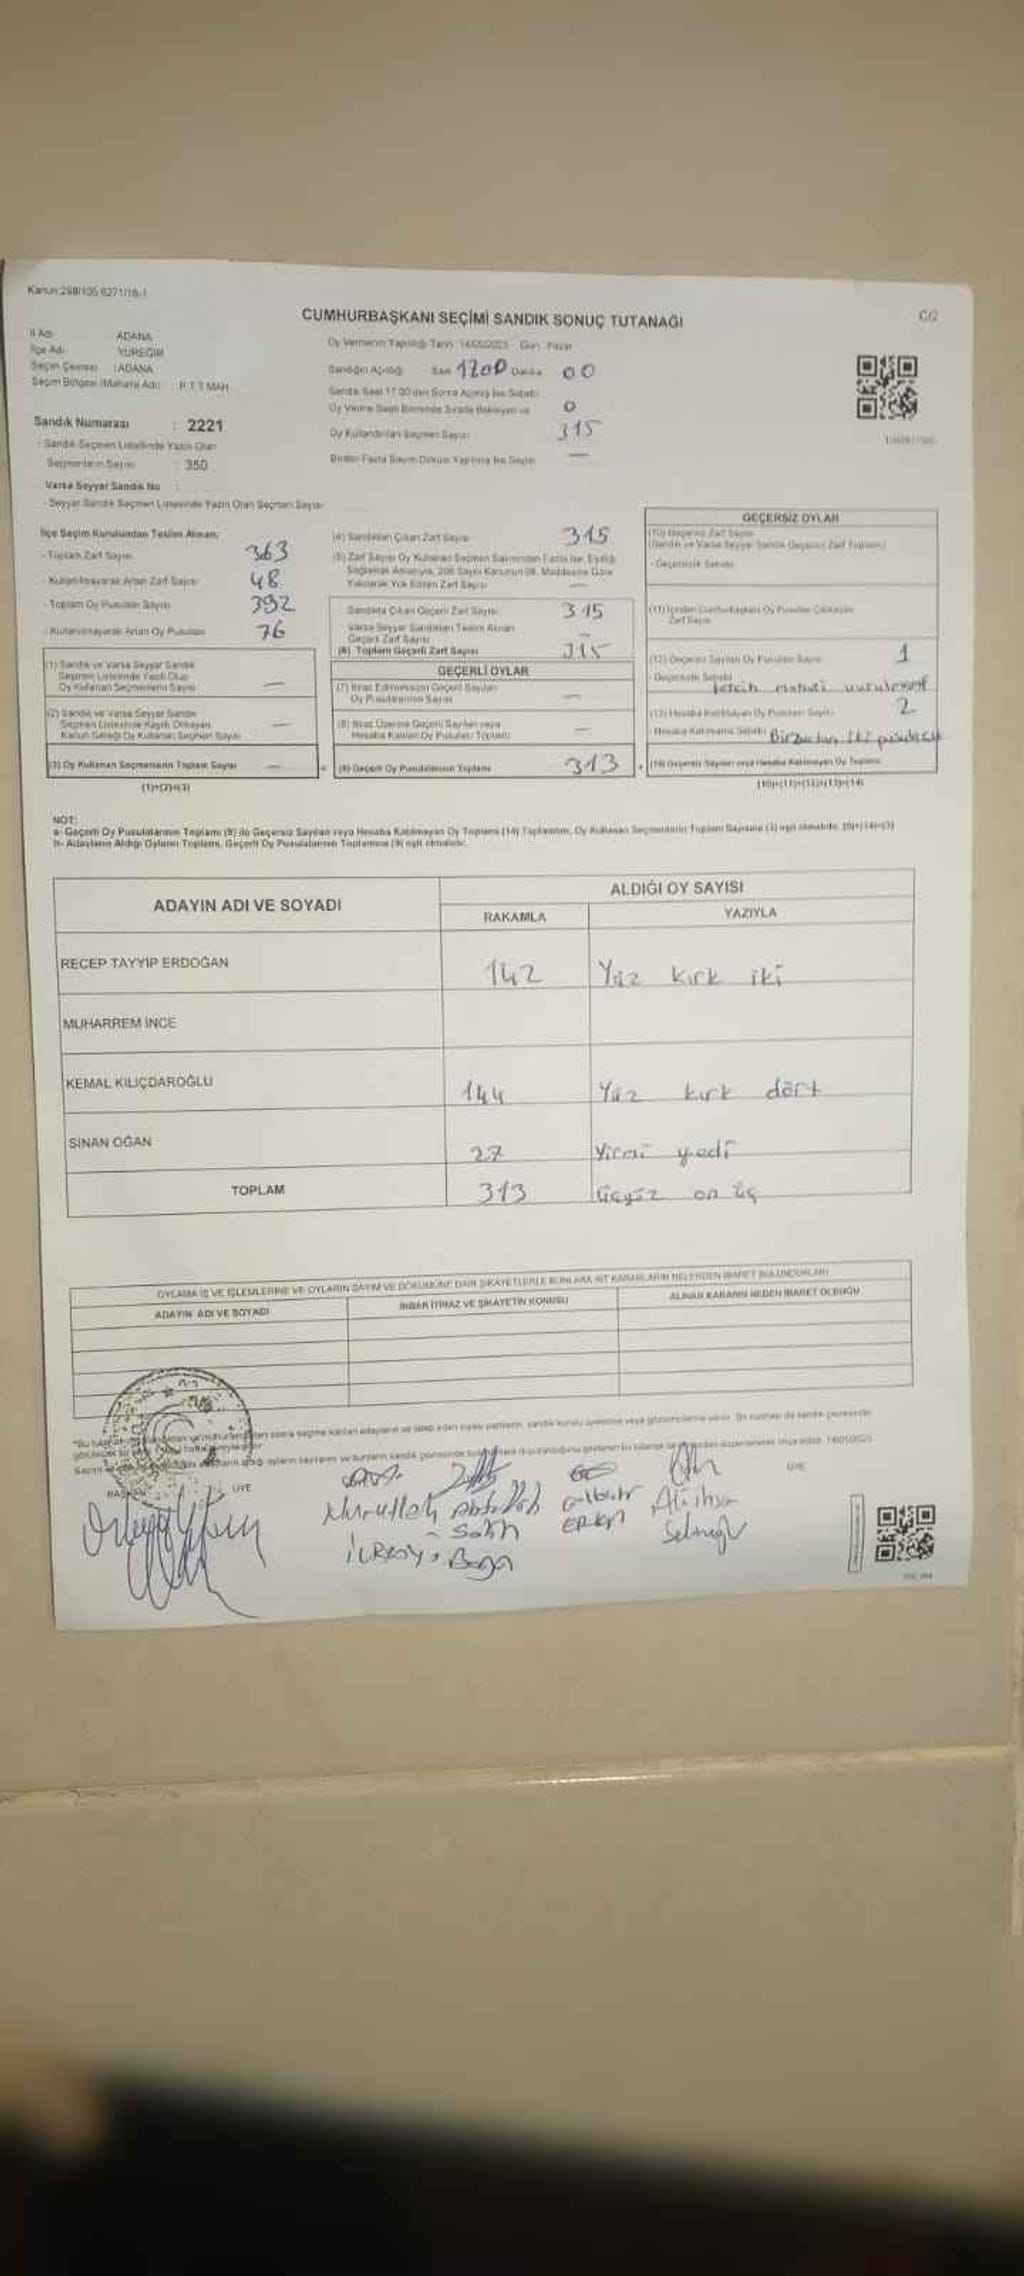 Kanun:298/105/6271/16-1
CUMHURBAŞKANI SEÇİMİ SANDIK SONUÇ TUTANAĞI
İl Adı : ADANA
İlçe Adı : YÜREĞİR
Seçim Çevresi : ADANA
Seçim Bölgesi (Mahalle Adı) : P T T MAH
Sandık Numarası : 2221
- Sandık Seçmen Listesinde Yazılı Olan
Seçmenlerin Sayısı : 350
Varsa Seyyar Sandık No :
- Seyyar Sandık Seçmen Listesinde Yazılı Olan Seçmen Sayısı
Oy Vermenin Yapıldığı Tarih : 14/05/2023 - Gün : Pazar
Sandığın Açıldığı Saat 1700 Dakika 00
Sandık Saat 17.00'den Sonra Açılmış İse Sebebi
Oy Verme Saati Bitiminde Sırada Bekleyen ve 0
Oy Kullandırılan Seçmen Sayısı 315
Birden Fazla Sayım Döküm Yapılmış İse Sayısı —
İlçe Seçim Kurulundan Teslim Alınan;
- Toplam Zarf Sayısı 363
- Kullanılmayarak Artan Zarf Sayısı 48
- Toplam Oy Pusulası Sayısı 392
- Kullanılmayarak Artan Oy Pusulası 76
(1) Sandık ve Varsa Seyyar Sandık
Seçmen Listesinde Yazılı Olup
Oy Kullanan Seçmenlerin Sayısı —
(2) Sandık ve Varsa Seyyar Sandık
Seçmen Listesinde Kayıtlı Olmayan
Kanun Gereği Oy Kullanan Seçmen Sayısı —
(3) Oy Kullanan Seçmenlerin Toplam Sayısı —
(1)+(2)=(3)
(4) Sandıktan Çıkan Zarf Sayısı 315
(5) Zarf Sayısı Oy Kullanan Seçmen Sayısından Fazla İse, Eşitliği
Sağlamak Amacıyla, 298 Sayılı Kanunun 98. Maddesine Göre
Yakılarak Yok Edilen Zarf Sayısı —
Sandıkta Çıkan Geçerli Zarf Sayısı 315
Varsa Seyyar Sandıktan Teslim Alınan
Geçerli Zarf Sayısı —
(6) Toplam Geçerli Zarf Sayısı 315
GEÇERLİ OYLAR
(7) İtiraz Edilmeksizin Geçerli Sayılan
Oy Pusulalarının Sayısı —
(8) İtiraz Üzerine Geçerli Sayılan veya
Hesaba Katılan Oy Pusulası Toplamı —
(9) Geçerli Oy Pusulalarının Toplamı 313
GEÇERSİZ OYLAR
(10) Geçersiz Zarf Sayısı
(Sandık ve Varsa Seyyar Sandık Geçersiz Zarf Toplamı)
- Geçersizlik Sebebi
(11) İçinden Cumhurbaşkanı Oy Pusulası Çıkmayan
Zarf Sayısı
(12) Geçersiz Sayılan Oy Pusulası Sayısı 1
- Geçersizlik Sebebi
(13) Hesaba Katılmayan Oy Pusulası Sayısı 2
- Hesaba Katılmama Sebebi
(14) Geçersiz Sayılan veya Hesaba Katılmayan Oy Toplamı
(10)+(11)+(12)+(13)=(14)
NOT:
a- Geçerli Oy Pusulalarının Toplamı (9) ile Geçersiz Sayılan veya Hesaba Katılmayan Oy Toplamı (14) Toplamının, Oy Kullanan Seçmenlerin Toplam Sayısına (3) eşit olmalıdır. (9)+(14)=(3)
b- Adayların Aldığı Oyların Toplamı, Geçerli Oy Pusulalarının Toplamına (9) eşit olmalıdır.
ADAYIN ADI VE SOYADI
ALDIĞI OY SAYISI
RAKAMLA YAZIYLA
RECEP TAYYİP ERDOĞAN 142 Yüz kırk iki
MUHARREM İNCE
KEMAL KILIÇDAROĞLU 144 Yüz kırk dört
SİNAN OĞAN 27 Yirmi yedi
TOPLAM 313 üçyüz on üç
OYLAMA İŞ VE İŞLEMLERİNE VE OYLARIN SAYIM VE DÖKÜMÜNE DAİR ŞİKAYETLERLE BUNLARA AİT KARARLARIN NELERDEN İBARET BULUNDUKLARI
ADAYIN ADI VE SOYADI
İHBAR İTİRAZ VE ŞİKAYETİN KONUSU
ALINAN KARARIN NEDEN İBARET OLDUĞU
BAŞKAN
ÜYE
ÜYE
Nurullah
Abdullah
Salih
Selimoğlu